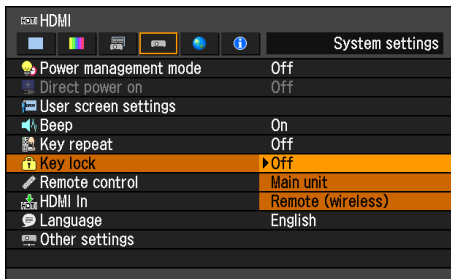 HDMI
System settings
Power management mode Off
Direct power on Off
User screen settings
Beep On
Key repeat Off
Key lock Off
Remote control Main unit
HDMI In Remote (wireless)
Language English
Other settings